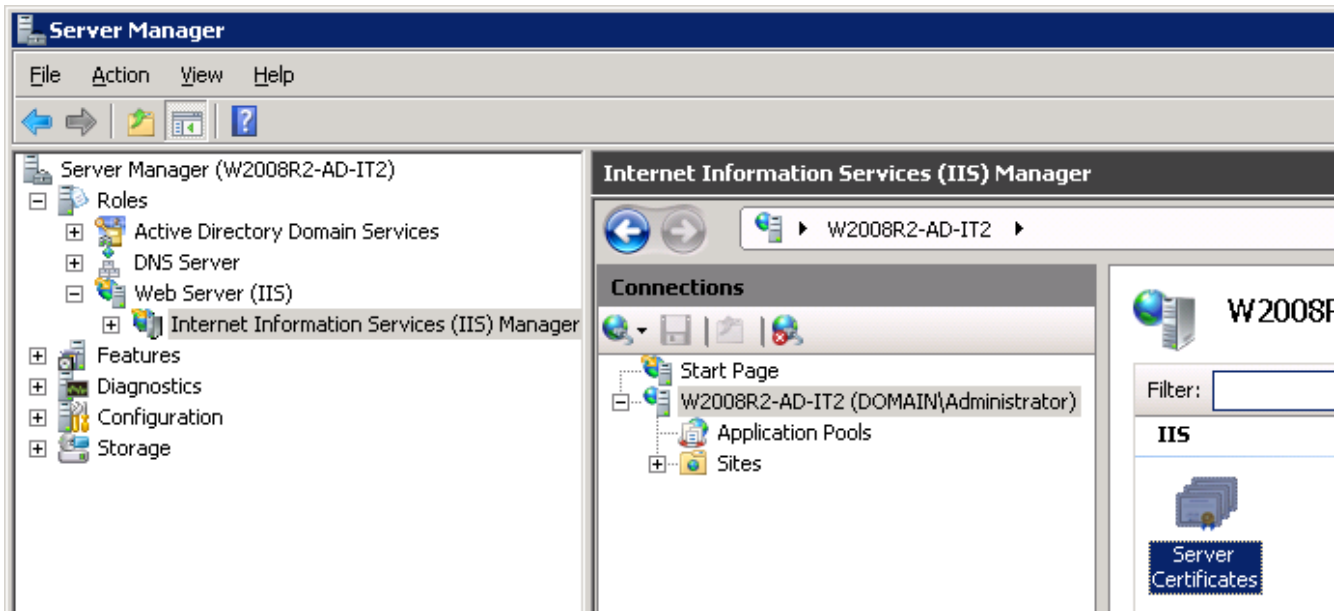 Server Manager
File Action View Help
Server Manager (W2008R2-AD-IT2)
Roles
Active Directory Domain Services
DNS Server
Web Server (IIS)
Internet Information Services (IIS) Manager
Features
Diagnostics
Configuration
Storage
Internet Information Services (IIS) Manager
W2008R2-AD-IT2
Connections
Start Page
W2008R2-AD-IT2 (DOMAIN\Administrator)
Application Pools
Sites
W2008R
Filter:
IIS
Server
Certificates